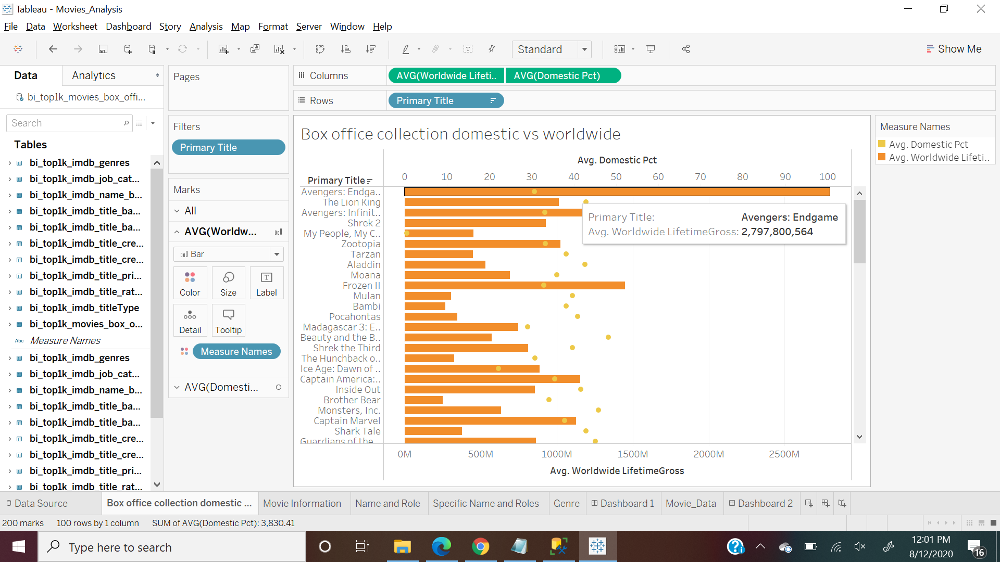 Tableau - Movies_Analysis
File Data Worksheet Dashboard Story Analysis Map Format Server Window Help
Standard
Show Me
Data Analytics
bi_top1k_movies_box_offi...
Search
Tables
bi_top1k_imdb_genres
bi_top1k_imdb_job_cat...
bi_top1k_imdb_name_b...
bi_top1k_imdb_title_ba...
bi_top1k_imdb_title_ba...
bi_top1k_imdb_title_cre...
bi_top1k_imdb_title_cre...
bi_top1k_imdb_title_pri...
bi_top1k_imdb_title_rat...
bi_top1k_imdb_titleType
bi_top1k_movies_box_o...
Abc Measure Names
bi_top1k_imdb_genres
bi_top1k_imdb_job_cat...
bi_top1k_imdb_name_b...
bi_top1k_imdb_title_ba...
bi_top1k_imdb_title_ba...
bi_top1k_imdb_title_cre...
bi_top1k_imdb_title_cre...
bi_top1k_imdb_title_pri...
bi_top1k_imdb_title_rat...
Pages
Filters
Primary Title
Marks
All
AVG(Worldw...
Bar
Color Size Label
Detail Tooltip
Measure Names
AVG(Domesti...
Columns AVG(Worldwide Lifeti.. AVG(Domestic Pct)
Rows Primary Title
Box office collection domestic vs worldwide
Avg. Domestic Pct
0 10 20 30 40 50 60 70 80 90 100
Primary Title
Avengers: Endga..
The Lion King
Avengers: Infinit..
Shrek 2
My People, My C..
Zootopia
Tarzan
Aladdin
Moana
Frozen II
Mulan
Bambi
Pocahontas
Madagascar 3: E..
Beauty and the B..
Shrek the Third
The Hunchback o..
Ice Age: Dawn of ..
Captain America:..
Inside Out
Brother Bear
Monsters, Inc.
Captain Marvel
Shark Tale
Guardians of the ..
Primary Title: Avengers: Endgame
Avg. Worldwide LifetimeGross: 2,797,800,564
0M 500M 1000M 1500M 2000M 2500M
Avg. Worldwide LifetimeGross
Measure Names
Avg. Domestic Pct
Avg. Worldwide Lifeti..
Data Source Box office collection domestic ... Movie Information Name and Role Specific Name and Roles Genre Dashboard 1 Movie_Data Dashboard 2
200 marks 100 rows by 1 column SUM of AVG(Domestic Pct): 3,830.41
Type here to search
12:01 PM
8/12/2020
16